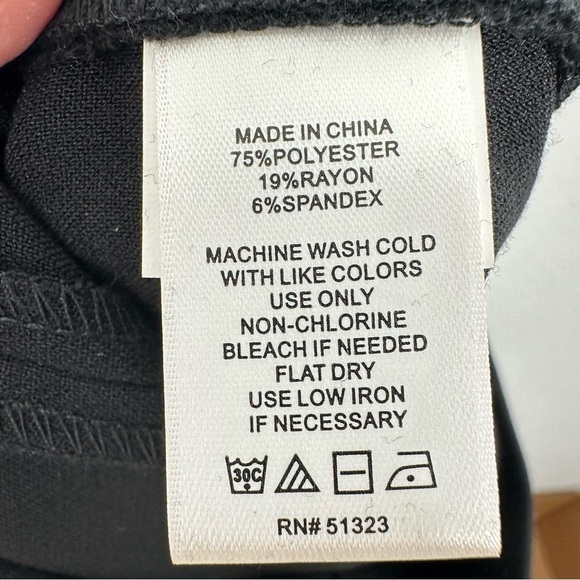 MADE IN CHINA
75%POLYESTER
19%RAYON
6%SPANDEX
MACHINE WASH COLD
WITH LIKE COLORS
USE ONLY
NON-CHLORINE
BLEACH IF NEEDED
FLAT DRY
USE LOW IRON
IF NECESSARY
30C
RN# 51323